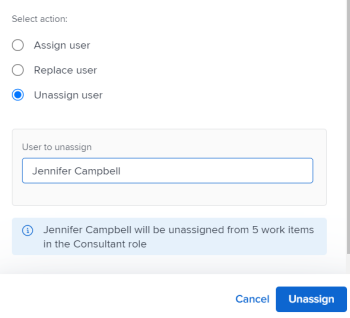 Select action:
Assign user
Replace user
Unassign user
User to unassign
Jennifer Campbell
Jennifer Campbell will be unassigned from 5 work items
in the Consultant role
Cancel
Unassign